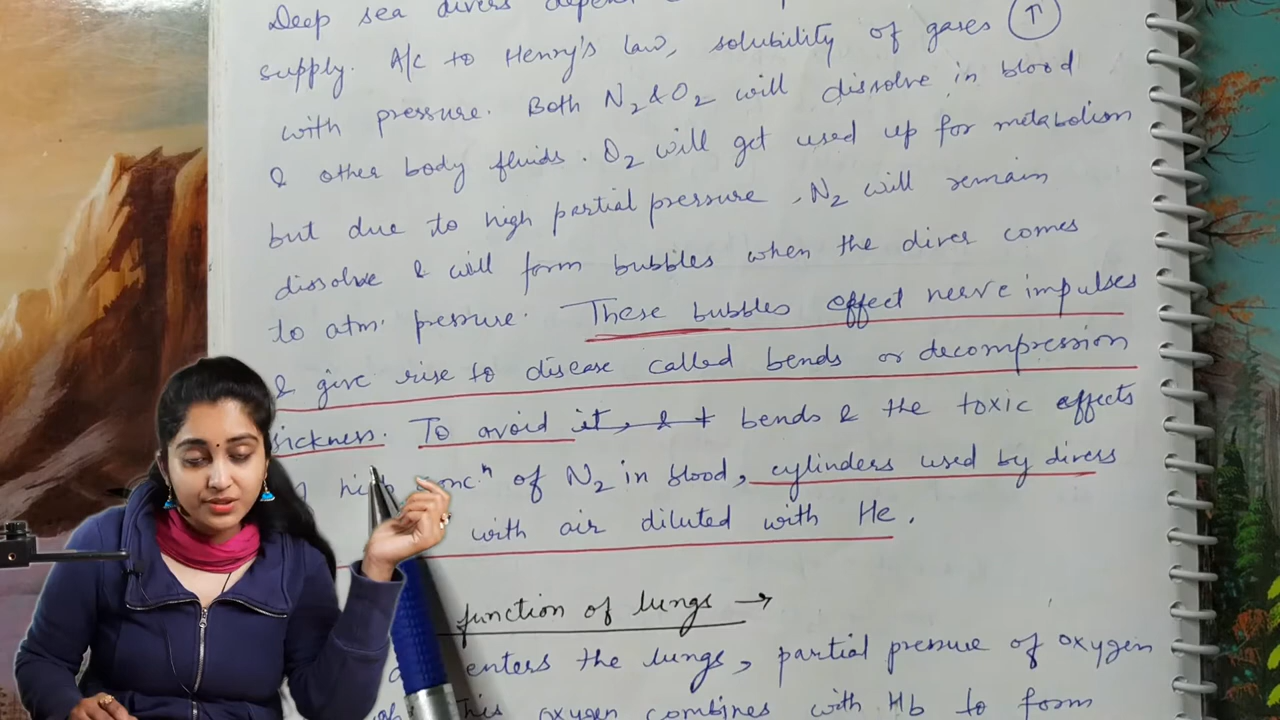 Deep sea divers depend
supply. A/c to Henry's law, solubility of gases ↑
with pressure. Both N₂ & O₂ will dissolve in blood
& other body fluids. O₂ will get used up for metabolism
but due to high partial pressure, N₂ will remain
dissolve & will form bubbles when the diver comes
to atm. pressure. These bubbles effect nerve impulses
& give rise to disease called bends or decompression
sickness. To avoid it, & t bends & the toxic effects
high concⁿ of N₂ in blood, cylinders used by divers
with air diluted with He.
function of lungs →
enters the lungs, partial pressure of oxygen
This oxygen combines with Hb to form